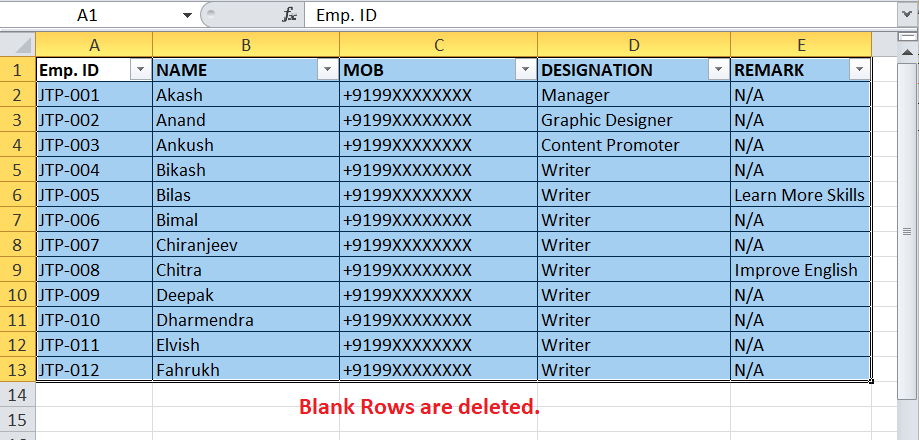 A1 fx Emp. ID
A B C D E
1 Emp. ID NAME MOB DESIGNATION REMARK
2 JTP-001 Akash +9199XXXXXXXX Manager N/A
3 JTP-002 Anand +9199XXXXXXXX Graphic Designer N/A
4 JTP-003 Ankush +9199XXXXXXXX Content Promoter N/A
5 JTP-004 Bikash +9199XXXXXXXX Writer N/A
6 JTP-005 Bilas +9199XXXXXXXX Writer Learn More Skills
7 JTP-006 Bimal +9199XXXXXXXX Writer N/A
8 JTP-007 Chiranjeev +9199XXXXXXXX Writer N/A
9 JTP-008 Chitra +9199XXXXXXXX Writer Improve English
10 JTP-009 Deepak +9199XXXXXXXX Writer N/A
11 JTP-010 Dharmendra +9199XXXXXXXX Writer N/A
12 JTP-011 Elvish +9199XXXXXXXX Writer N/A
13 JTP-012 Fahrukh +9199XXXXXXXX Writer N/A
14
Blank Rows are deleted.
15